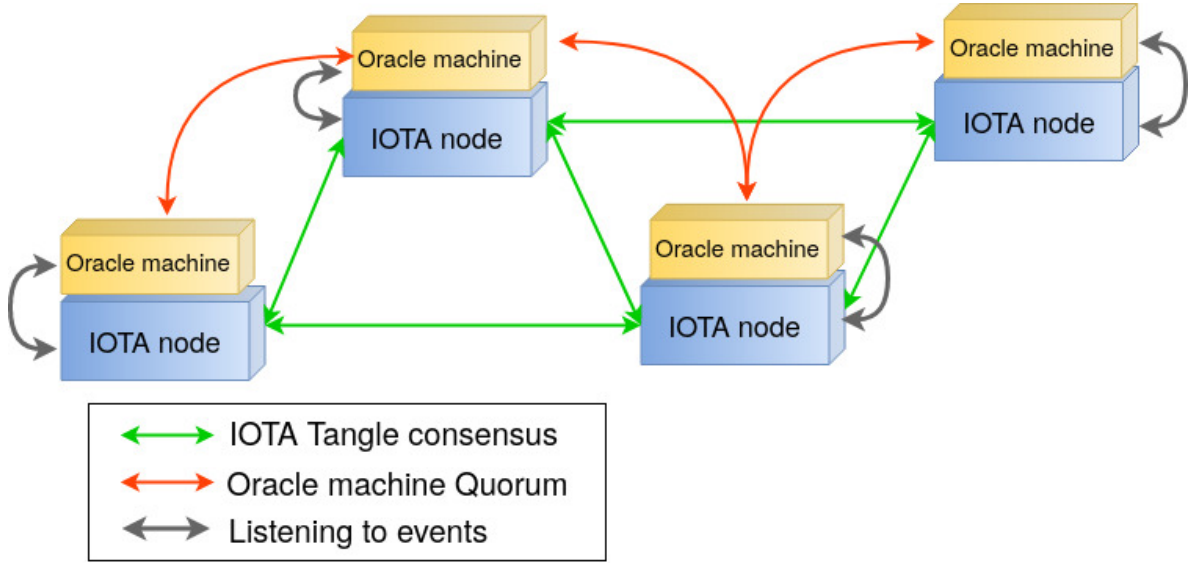 Oracle machine
IOTA node
Oracle machine
IOTA node
Oracle machine
IOTA node
Oracle machine
IOTA node
IOTA Tangle consensus
Oracle machine Quorum
Listening to events